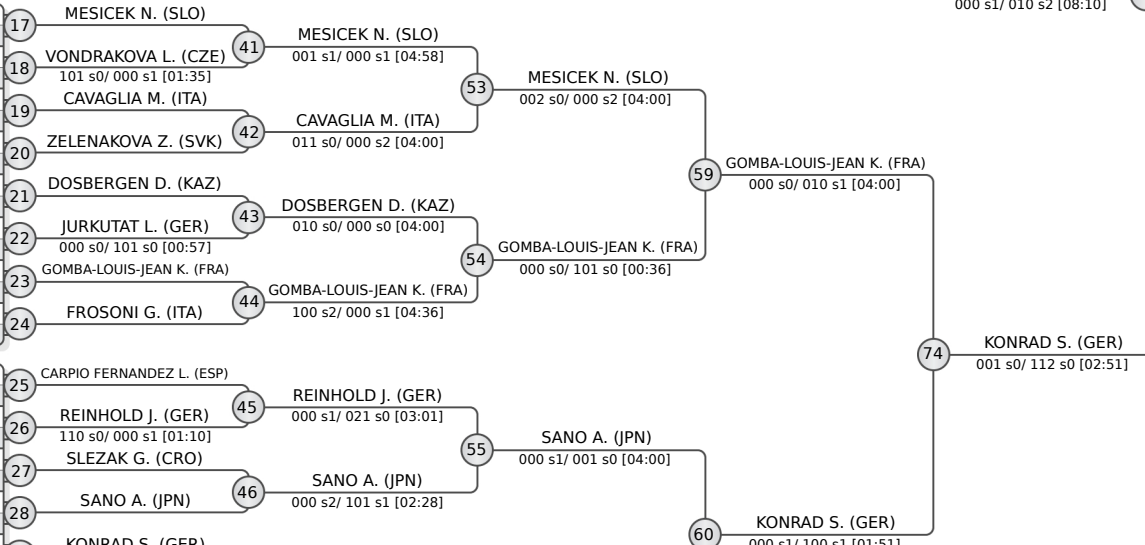 000 s1/ 010 s2 [08:10]
17
MESICEK N. (SLO)
41
MESICEK N. (SLO)
001 s1/ 000 s1 [04:58]
18
VONDRAKOVA L. (CZE)
101 s0/ 000 s1 [01:35]
53
MESICEK N. (SLO)
002 s0/ 000 s2 [04:00]
19
CAVAGLIA M. (ITA)
42
CAVAGLIA M. (ITA)
011 s0/ 000 s2 [04:00]
20
ZELENAKOVA Z. (SVK)
59
GOMBA-LOUIS-JEAN K. (FRA)
000 s0/ 010 s1 [04:00]
21
DOSBERGEN D. (KAZ)
43
DOSBERGEN D. (KAZ)
010 s0/ 000 s0 [04:00]
22
JURKUTAT L. (GER)
000 s0/ 101 s0 [00:57]
54
GOMBA-LOUIS-JEAN K. (FRA)
000 s0/ 101 s0 [00:36]
23
GOMBA-LOUIS-JEAN K. (FRA)
44
GOMBA-LOUIS-JEAN K. (FRA)
100 s2/ 000 s1 [04:36]
24
FROSONI G. (ITA)
74
KONRAD S. (GER)
001 s0/ 112 s0 [02:51]
25
CARPIO FERNANDEZ L. (ESP)
45
REINHOLD J. (GER)
000 s1/ 021 s0 [03:01]
26
REINHOLD J. (GER)
110 s0/ 000 s1 [01:10]
55
SANO A. (JPN)
000 s1/ 001 s0 [04:00]
27
SLEZAK G. (CRO)
46
SANO A. (JPN)
000 s2/ 101 s1 [02:28]
28
SANO A. (JPN)
60
KONRAD S. (GER)
000 s1/ 100 s1 [01:51]
KONRAD S. (GER)